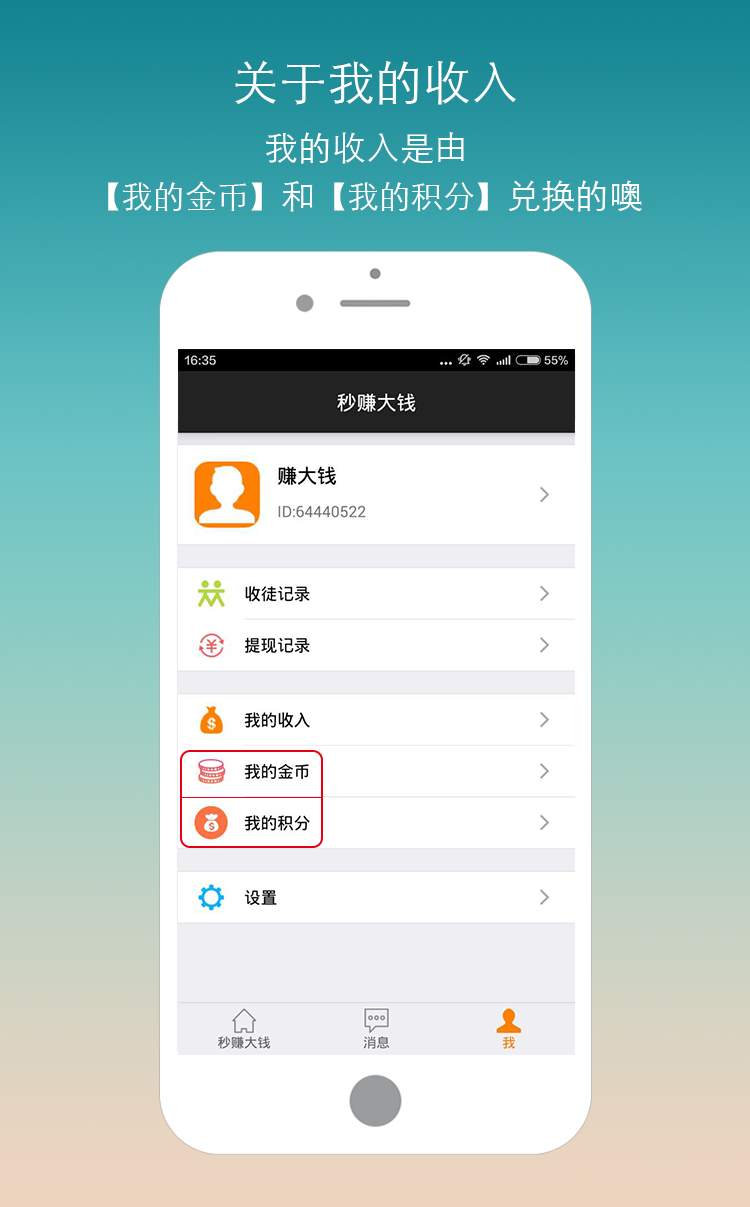 关于我的收入
我的收入是由
【我的金币】和【我的积分】兑换的噢
16:35
55%
秒赚大钱
赚大钱
ID:64440522
收徒记录
提现记录
我的收入
我的金币
我的积分
设置
秒赚大钱
消息
我